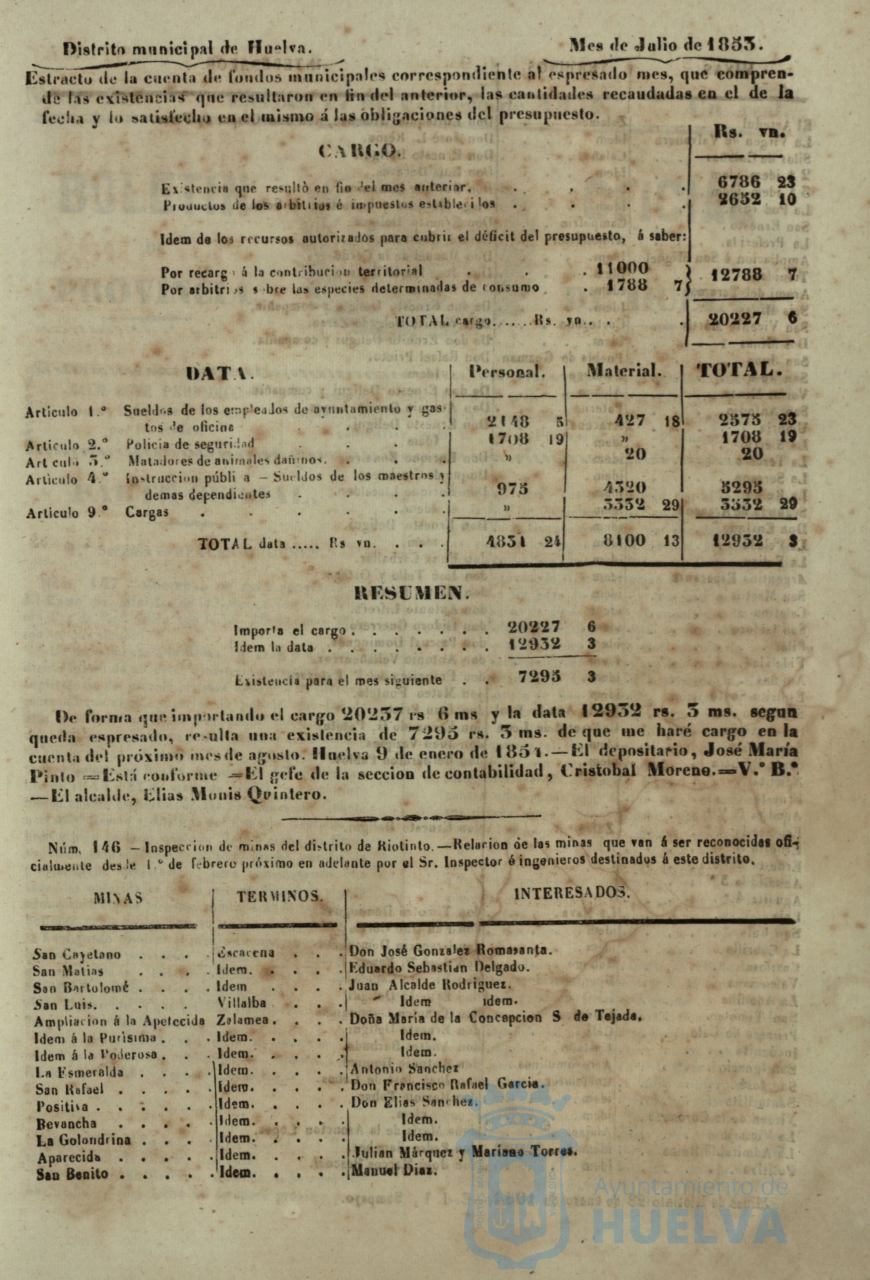 Distrito municipal de Huelva. Mes de Julio de 1853.
Estracto de la cuenta de fondos municipales correspondiente al espresado mes, que compren-
de las existencias que resultaron en fin del anterior, las cantidades recaudadas en el de la
fecha y lo satisfecho en el mismo á las obligaciones del presupuesto.
Rs. vn.
CARGO.
Existencia que resultó en fin del mes anterior. . . . . 6786 23
Productos de los arbitrios é impuestos establecidos . . . . 2652 10
Idem de los recursos autorizados para cubrir el déficit del presupuesto, á saber:
Por recargo á la contribucion territorial . . . 11000
Por arbitrios sobre las especies determinadas de consumo . 1788 7 } 12788 7
TOTAL cargo...... Rs. vn. . . . 20227 6
DATA. Personal. Material. TOTAL.
Articulo 1.º Sueldos de los empleados de ayuntamiento y gas-
tos de oficina . . . . 2148 5 427 18 2575 23
Articulo 2.º Policia de seguridad . . . 1708 19 » 1708 19
Art culo 3.º Matadores de animales dañinos. . . . » 20 20
Articulo 4.º Instruccion públi a – Sueldos de los maestros y
demas dependientes . . . . 975 4320 5295
Articulo 9.º Cargas . . . . . . » 3332 29 3332 29
TOTAL data ..... Rs vn. . . . 4831 24 8100 13 12932 3
RESUMEN.
Importa el cargo . . . . . . . 20227 6
Idem la data . . . . . . . . 12932 3
Existencia para el mes siguiente . . 7295 3
De forma que importando el cargo 20237 rs 6 ms y la data 12932 rs. 3 ms. segun
queda espresado, resulta una existencia de 7295 rs. 3 ms. de que me haré cargo en la
cuenta del próximo mes de agosto. Huelva 9 de enero de 1854.—El depositario, José María
Pinto =Está conforme =El gefe de la seccion de contabilidad, Cristobal Moreno.=V.º B.º
—El alcalde, Elias Monis Quintero.
Núm. 146 – Inspeccion de minas del distrito de Riotinto.—Relacion de las minas que van á ser reconocidas ofi-
cialmente desde 1.º de febrero próximo en adelante por el Sr. Inspector é ingenieros destinados á este distrito.
MINAS TERMINOS. INTERESADOS.
San Cayetano . . . . Escacena . . . Don José Gonzalez Romasanta.
San Matias . . . . Idem. . . . . Eduardo Sebastian Delgado.
San Bartolomé . . . . Idem . . . . Juan Alcalde Rodriguez.
San Luis. . . . . Villalba . . . Idem idem.
Ampliacion á la Apetecida Zalamea. . . . Doña María de la Concepcion S de Tejada.
Idem á la Purisima . . . Idem. . . . . Idem.
Idem á la Poderosa . . . Idem. . . . . Idem.
La Esmeralda . . . . Idem. . . . . Antonio Sanchez
San Rafael . . . . . Idem. . . . . Don Francisco Rafael Garcia.
Positiva . . . . . . Idem. . . . . Don Elias Sanchez.
Revancha . . . . . Idem. . . . . Idem.
La Golondrina . . . . Idem. . . . . Idem.
Aparecida . . . . . Idem. . . . . Julian Márquez y Mariano Torres.
San Benito . . . . . Idem. . . . . Manuel Diaz.
Ayuntamiento de
HUELVA